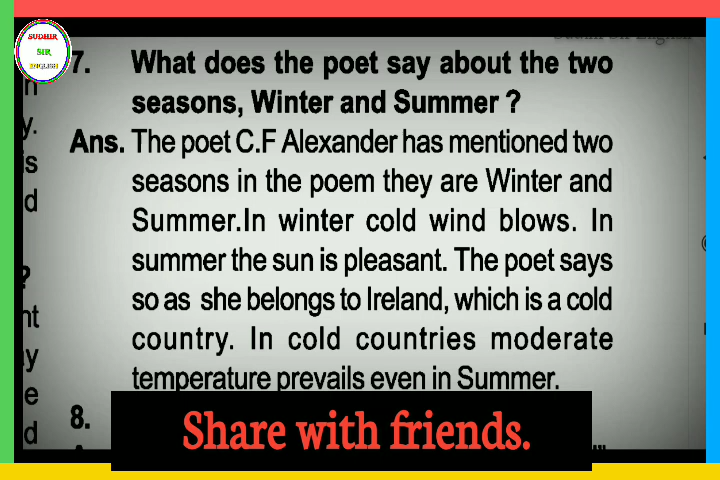 SUDHIR
SIR
ENGLISH
7. What does the poet say about the two
seasons, Winter and Summer ?
Ans. The poet C.F Alexander has mentioned two
seasons in the poem they are Winter and
Summer.In winter cold wind blows. In
summer the sun is pleasant. The poet says
so as she belongs to Ireland, which is a cold
country. In cold countries moderate
temperature prevails even in Summer.
8.
Share with friends.